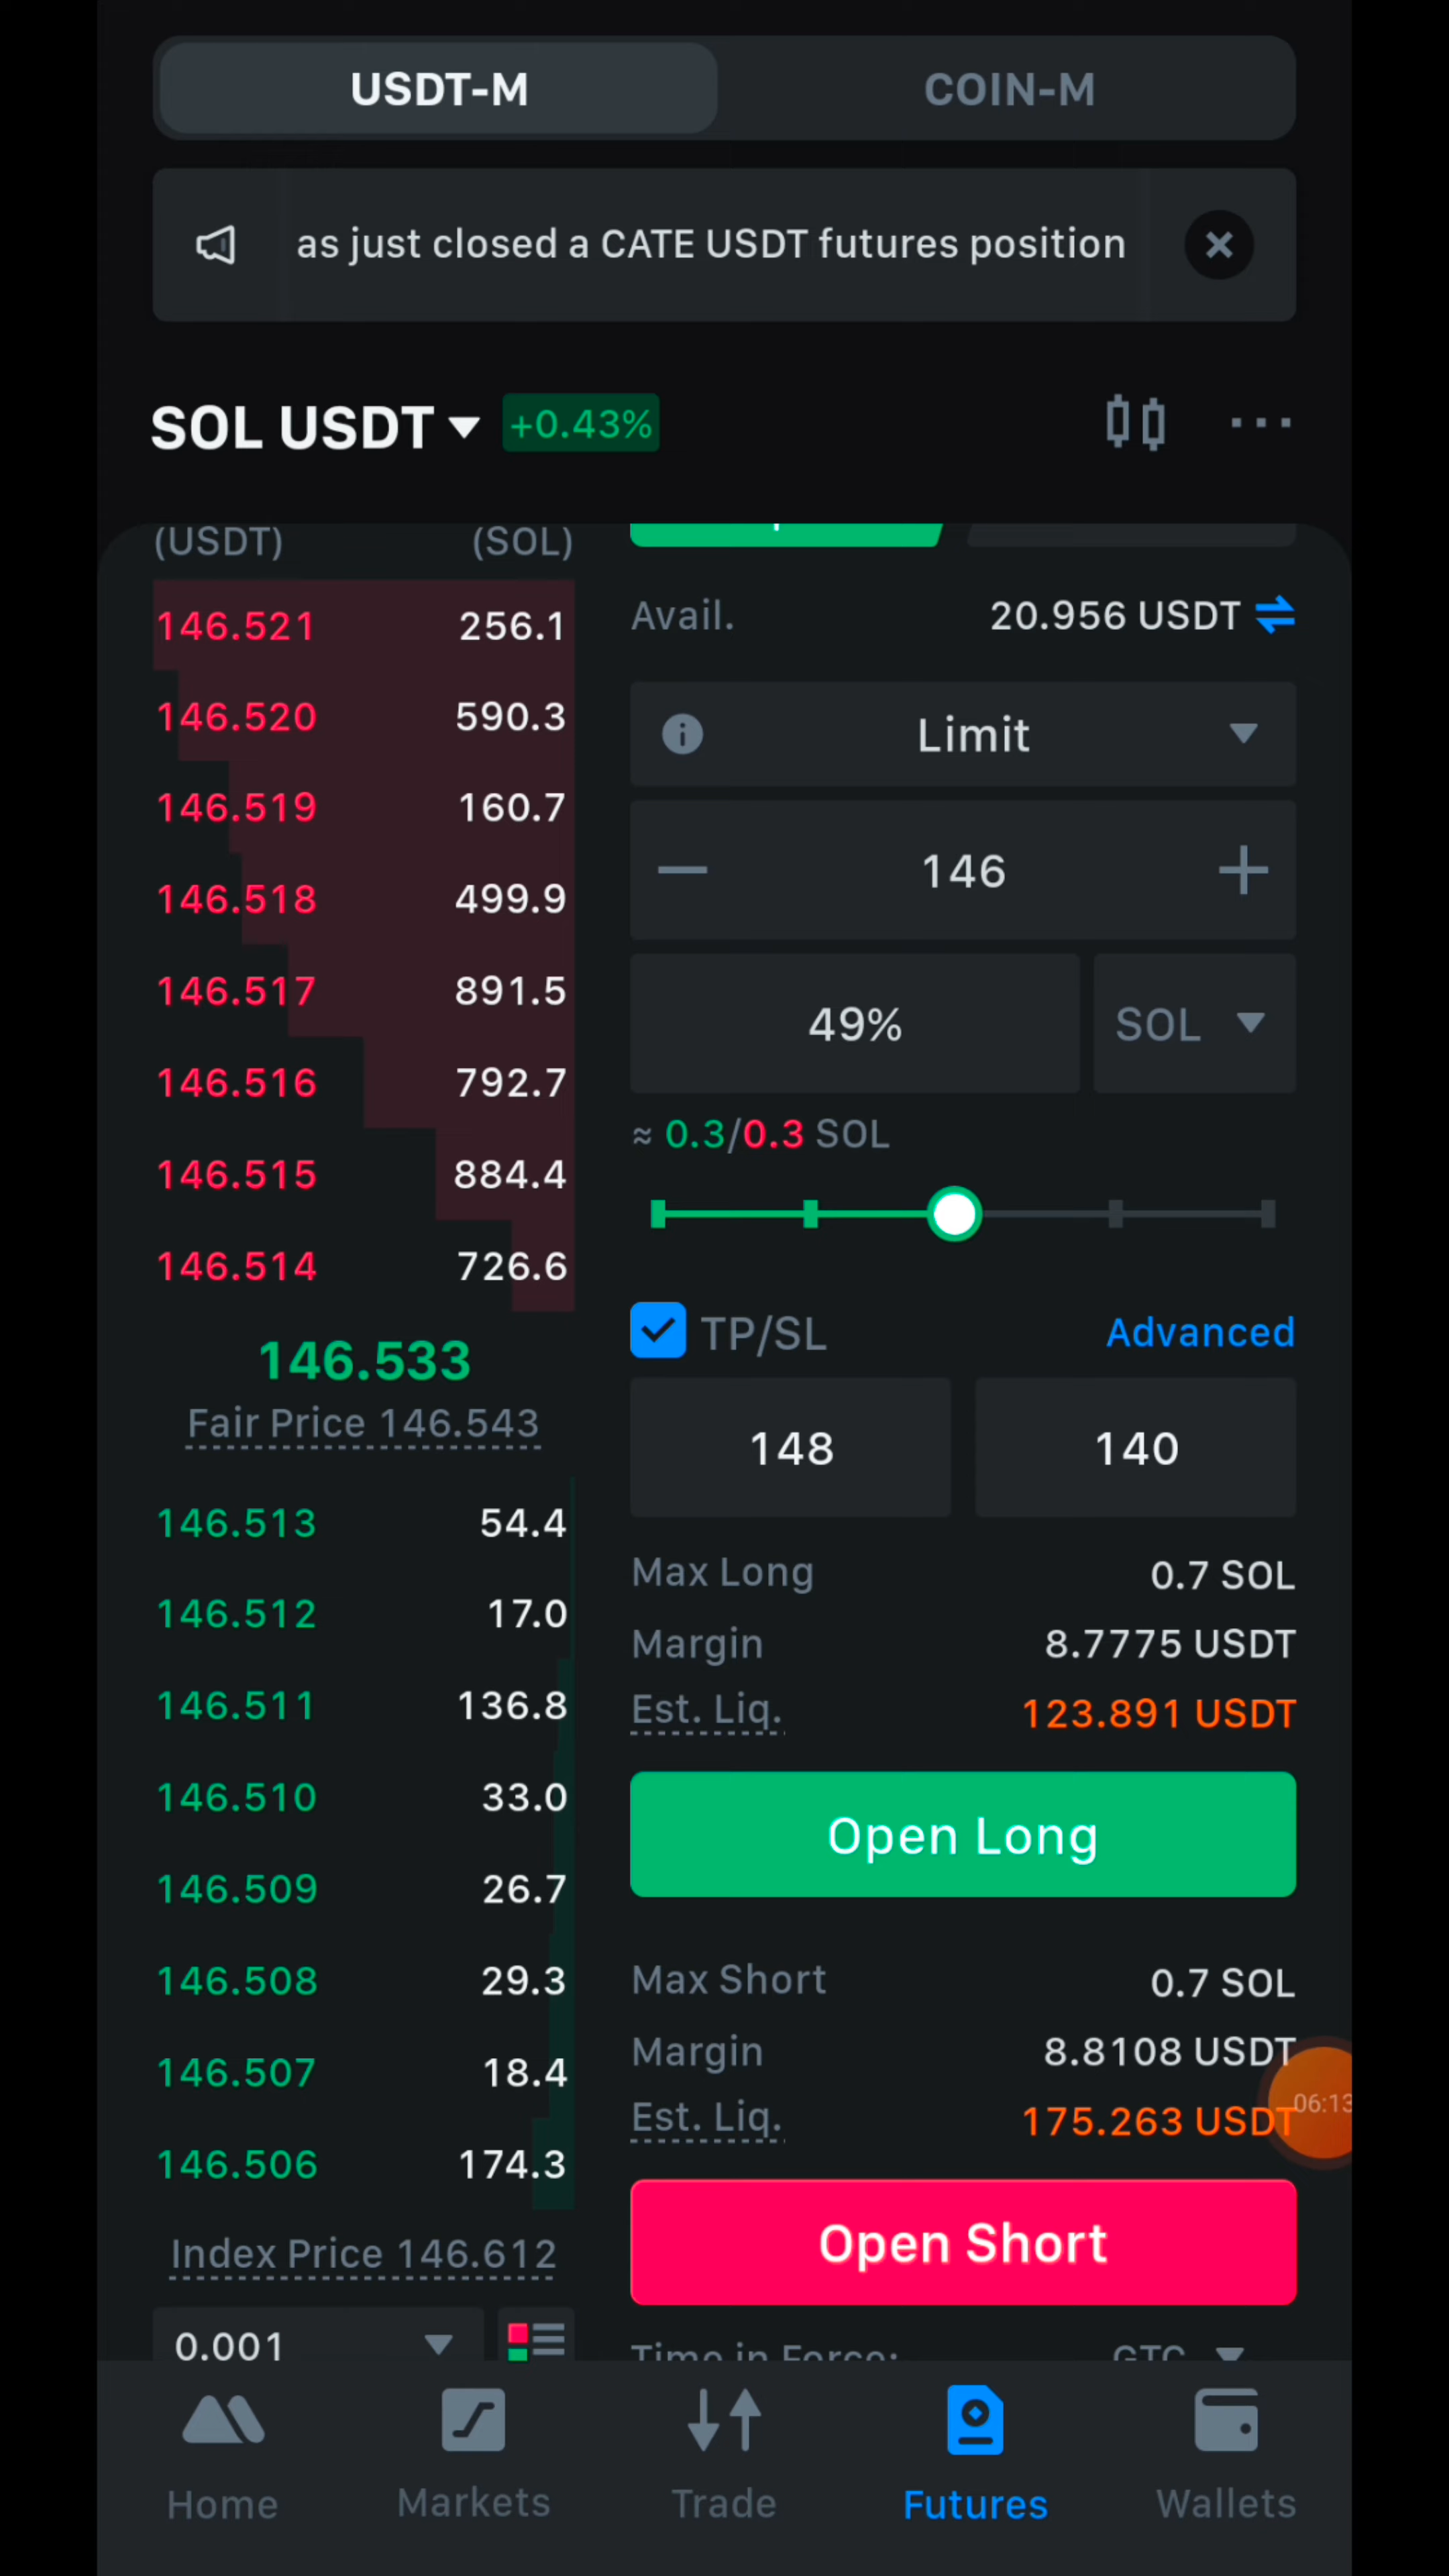 USDT-M COIN-M
as just closed a CATE USDT futures position
SOL USDT +0.43%
(USDT) (SOL)
146.521 256.1
146.520 590.3
146.519 160.7
146.518 499.9
146.517 891.5
146.516 792.7
146.515 884.4
146.514 726.6
146.533
Fair Price 146.543
146.513 54.4
146.512 17.0
146.511 136.8
146.510 33.0
146.509 26.7
146.508 29.3
146.507 18.4
146.506 174.3
Index Price 146.612
0.001
Avail. 20.956 USDT
Limit
146
49% SOL
≈ 0.3/0.3 SOL
TP/SL Advanced
148 140
Max Long 0.7 SOL
Margin 8.7775 USDT
Est. Liq. 123.891 USDT
Open Long
Max Short 0.7 SOL
Margin 8.8108 USDT
Est. Liq. 175.263 USDT
06:13
Open Short
Time in Force: GTC
Home Markets Trade Futures Wallets